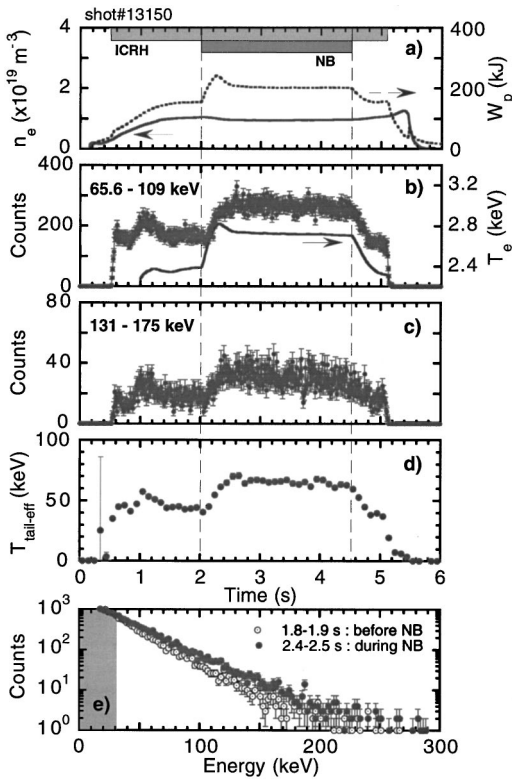 shot#13150
ICRH
NB
a)
n_e (x10^19 m^-3)
4
2
0
W_p (kJ)
400
300
200
100
0
65.6 - 109 keV
b)
Counts
400
200
0
T_e (keV)
3.2
2.8
2.4
131 - 175 keV
c)
Counts
80
40
0
d)
T_tail-eff (keV)
100
50
0
0 1 2 3 4 5 6
Time (s)
e)
Counts
10^3
10^2
10^1
10^0
1.8-1.9 s : before NB
2.4-2.5 s : during NB
0 100 200 300
Energy (keV)